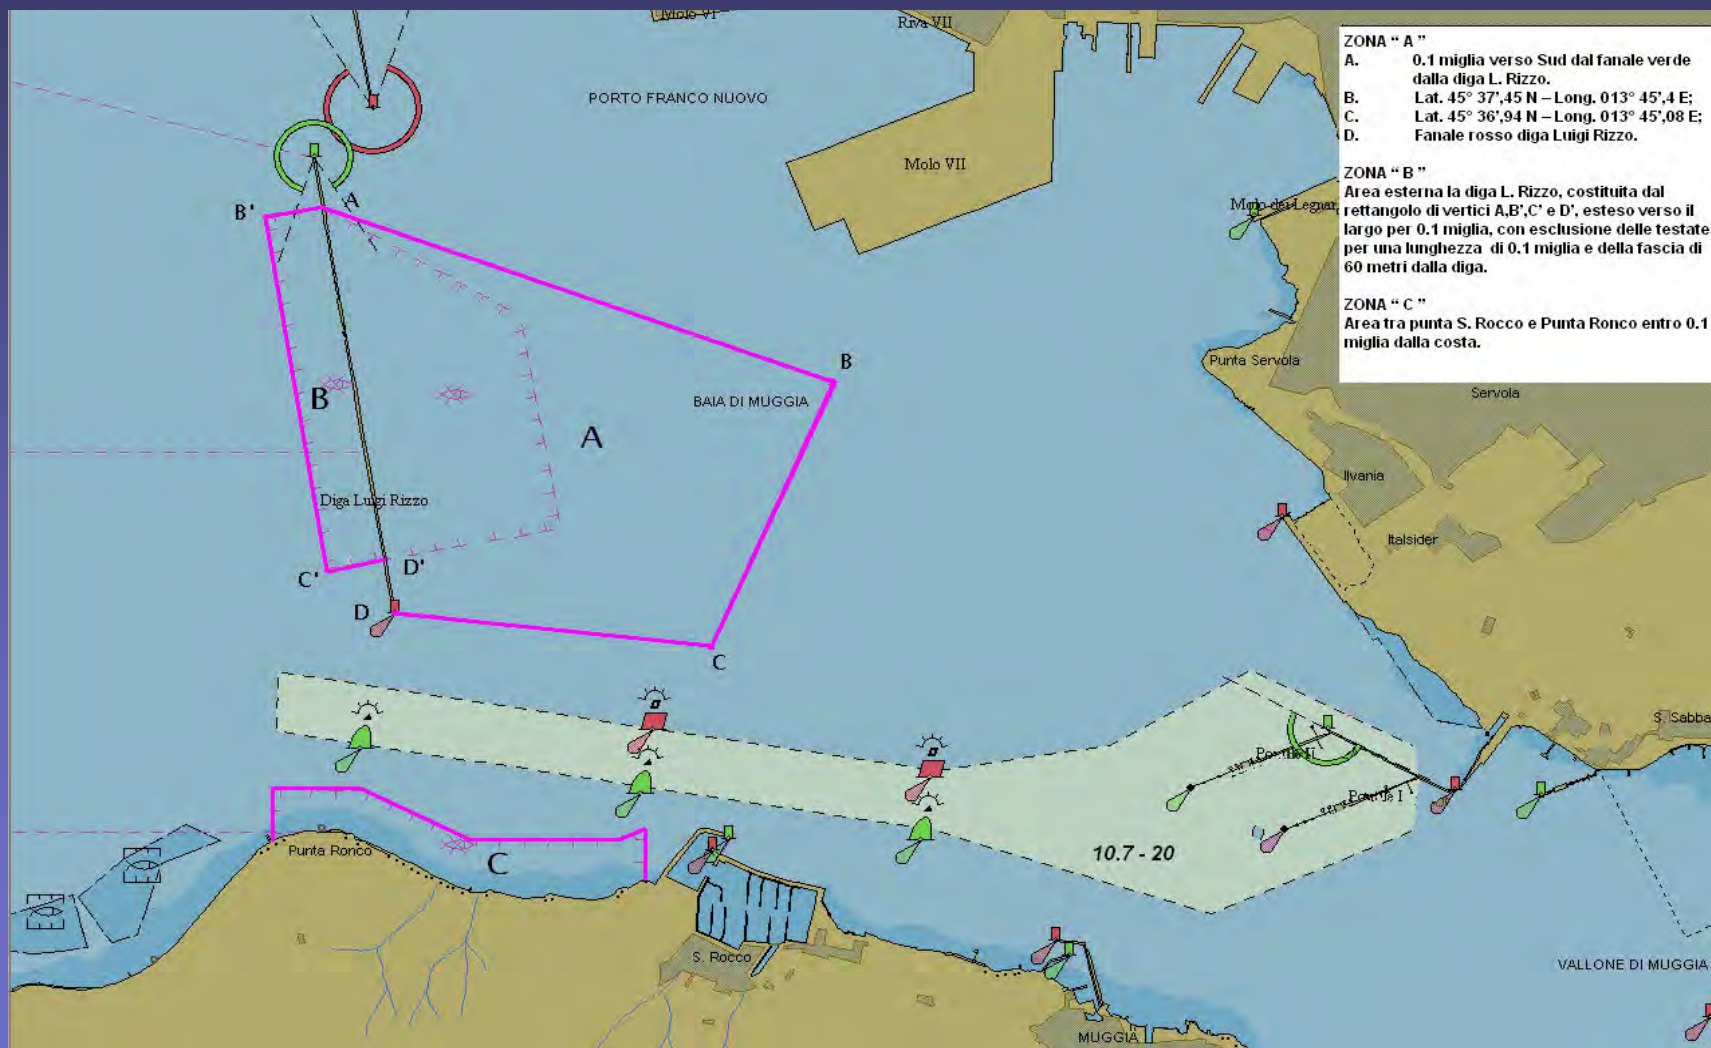 Molo VI
Riva VII
PORTO FRANCO NUOVO
Molo VII
ZONA “ A ”
A. 0.1 miglia verso Sud dal fanale verde
dalla diga L. Rizzo.
B. Lat. 45° 37',45 N – Long. 013° 45',4 E;
C. Lat. 45° 36',94 N – Long. 013° 45',08 E;
D. Fanale rosso diga Luigi Rizzo.
ZONA “ B ”
Area esterna la diga L. Rizzo, costituita dal
rettangolo di vertici A,B',C' e D', esteso verso il
largo per 0.1 miglia, con esclusione delle testate
per una lunghezza di 0.1 miglia e della fascia di
60 metri dalla diga.
ZONA “ C ”
Area tra punta S. Rocco e Punta Ronco entro 0.1
miglia dalla costa.
Molo dei Legnar
B'
A
B
Punta Servola
Servola
B
BAIA DI MUGGIA
A
Ilvania
Diga Luigi Rizzo
Italsider
C'
D'
D
C
S. Sabba
Pontile I
Punta Ronco
C
10.7 - 20
S. Rocco
VALLONE DI MUGGIA
MUGGIA